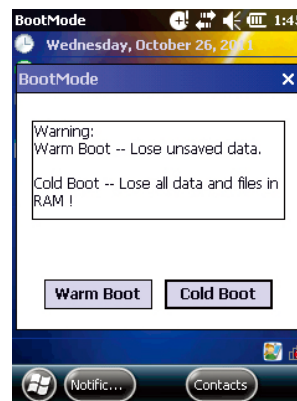 BootMode
1:45
Wednesday, October 26, 2011
BootMode
Warning:
Warm Boot -- Lose unsaved data.
Cold Boot -- Lose all data and files in
RAM !
Warm Boot
Cold Boot
Notific...
Contacts